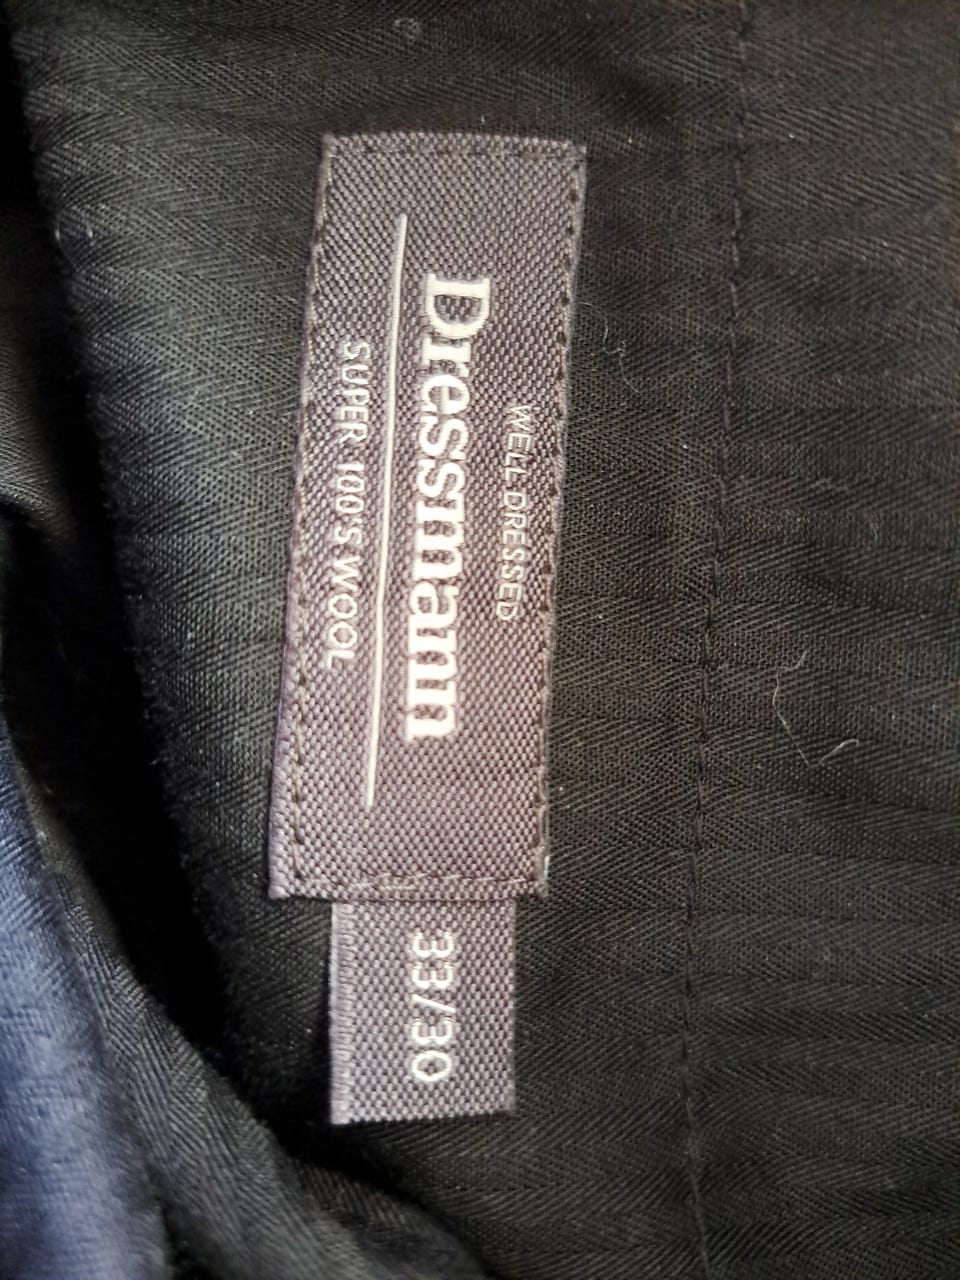 WELL DRESSED
Dressmann
SUPER 100'S WOOL
33/30